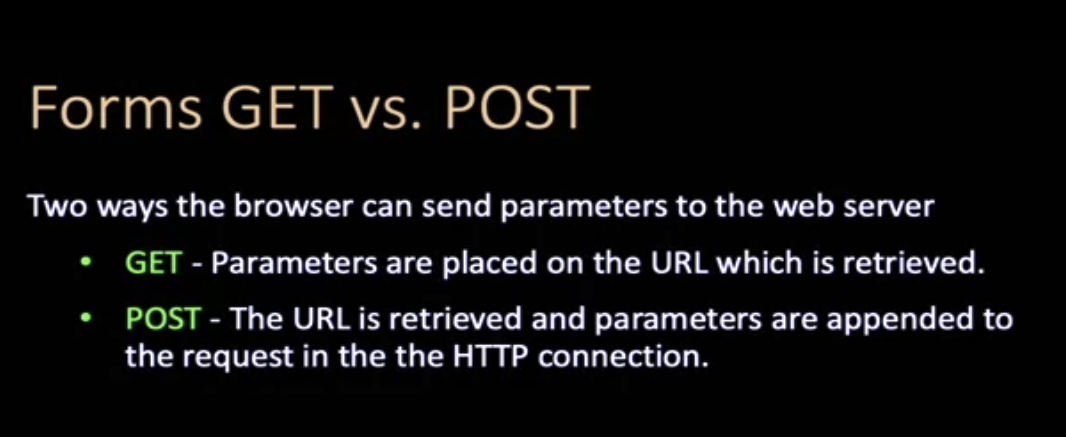 Forms GET vs. POST
Two ways the browser can send parameters to the web server
• GET - Parameters are placed on the URL which is retrieved.
• POST - The URL is retrieved and parameters are appended to
the request in the the HTTP connection.